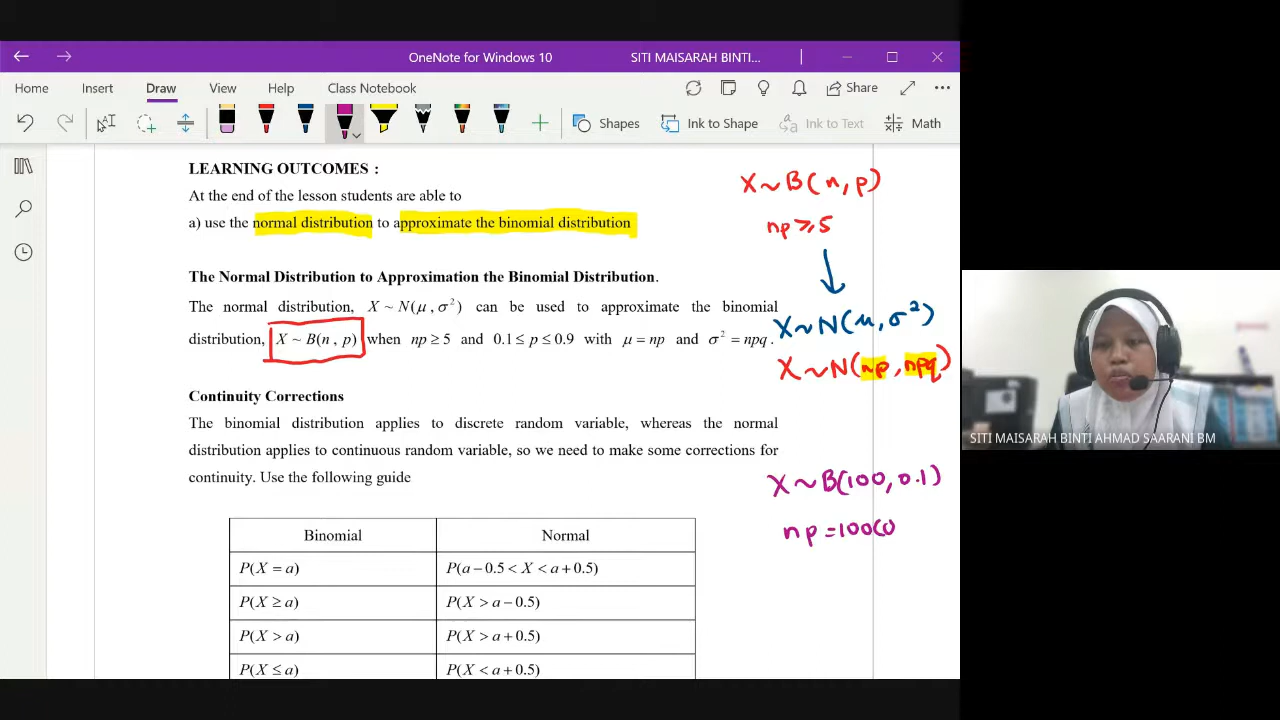 OneNote for Windows 10
SITI MAISARAH BINTI...
Home Insert Draw View Help Class Notebook Share
Shapes Ink to Shape Ink to Text Math
LEARNING OUTCOMES :
At the end of the lesson students are able to
a) use the normal distribution to approximate the binomial distribution
X~B(n,p)
np≥5
The Normal Distribution to Approximation the Binomial Distribution.
The normal distribution, X ~ N(μ,σ²) can be used to approximate the binomial
distribution, X ~ B(n, p) when np ≥ 5 and 0.1 ≤ p ≤ 0.9 with μ = np and σ² = npq.
X~N(μ,σ²)
X~N(np,npq)
Continuity Corrections
The binomial distribution applies to discrete random variable, whereas the normal
distribution applies to continuous random variable, so we need to make some corrections for
continuity. Use the following guide
X~B(100,0.1)
np=100(0
Binomial Normal
P(X = a) P(a − 0.5 < X < a + 0.5)
P(X ≥ a) P(X > a − 0.5)
P(X > a) P(X > a + 0.5)
P(X ≤ a) P(X < a + 0.5)
SITI MAISARAH BINTI AHMAD SAARANI BM